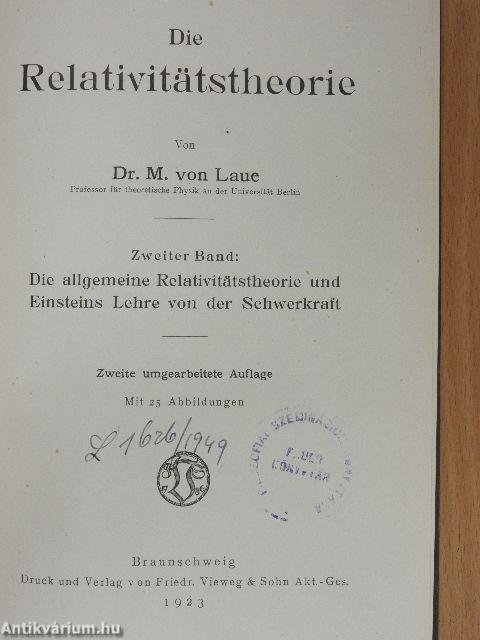 Die
Relativitätstheorie
Von
Dr. M. von Laue
Professor für theoretische Physik an der Universität Berlin
Zweiter Band:
Die allgemeine Relativitätstheorie und
Einsteins Lehre von der Schwerkraft
Zweite umgearbeitete Auflage
Mit 25 Abbildungen
L 1626/1949
Braunschweig
Druck und Verlag von Friedr. Vieweg & Sohn Akt.-Ges.
1923
Antikvárium.hu